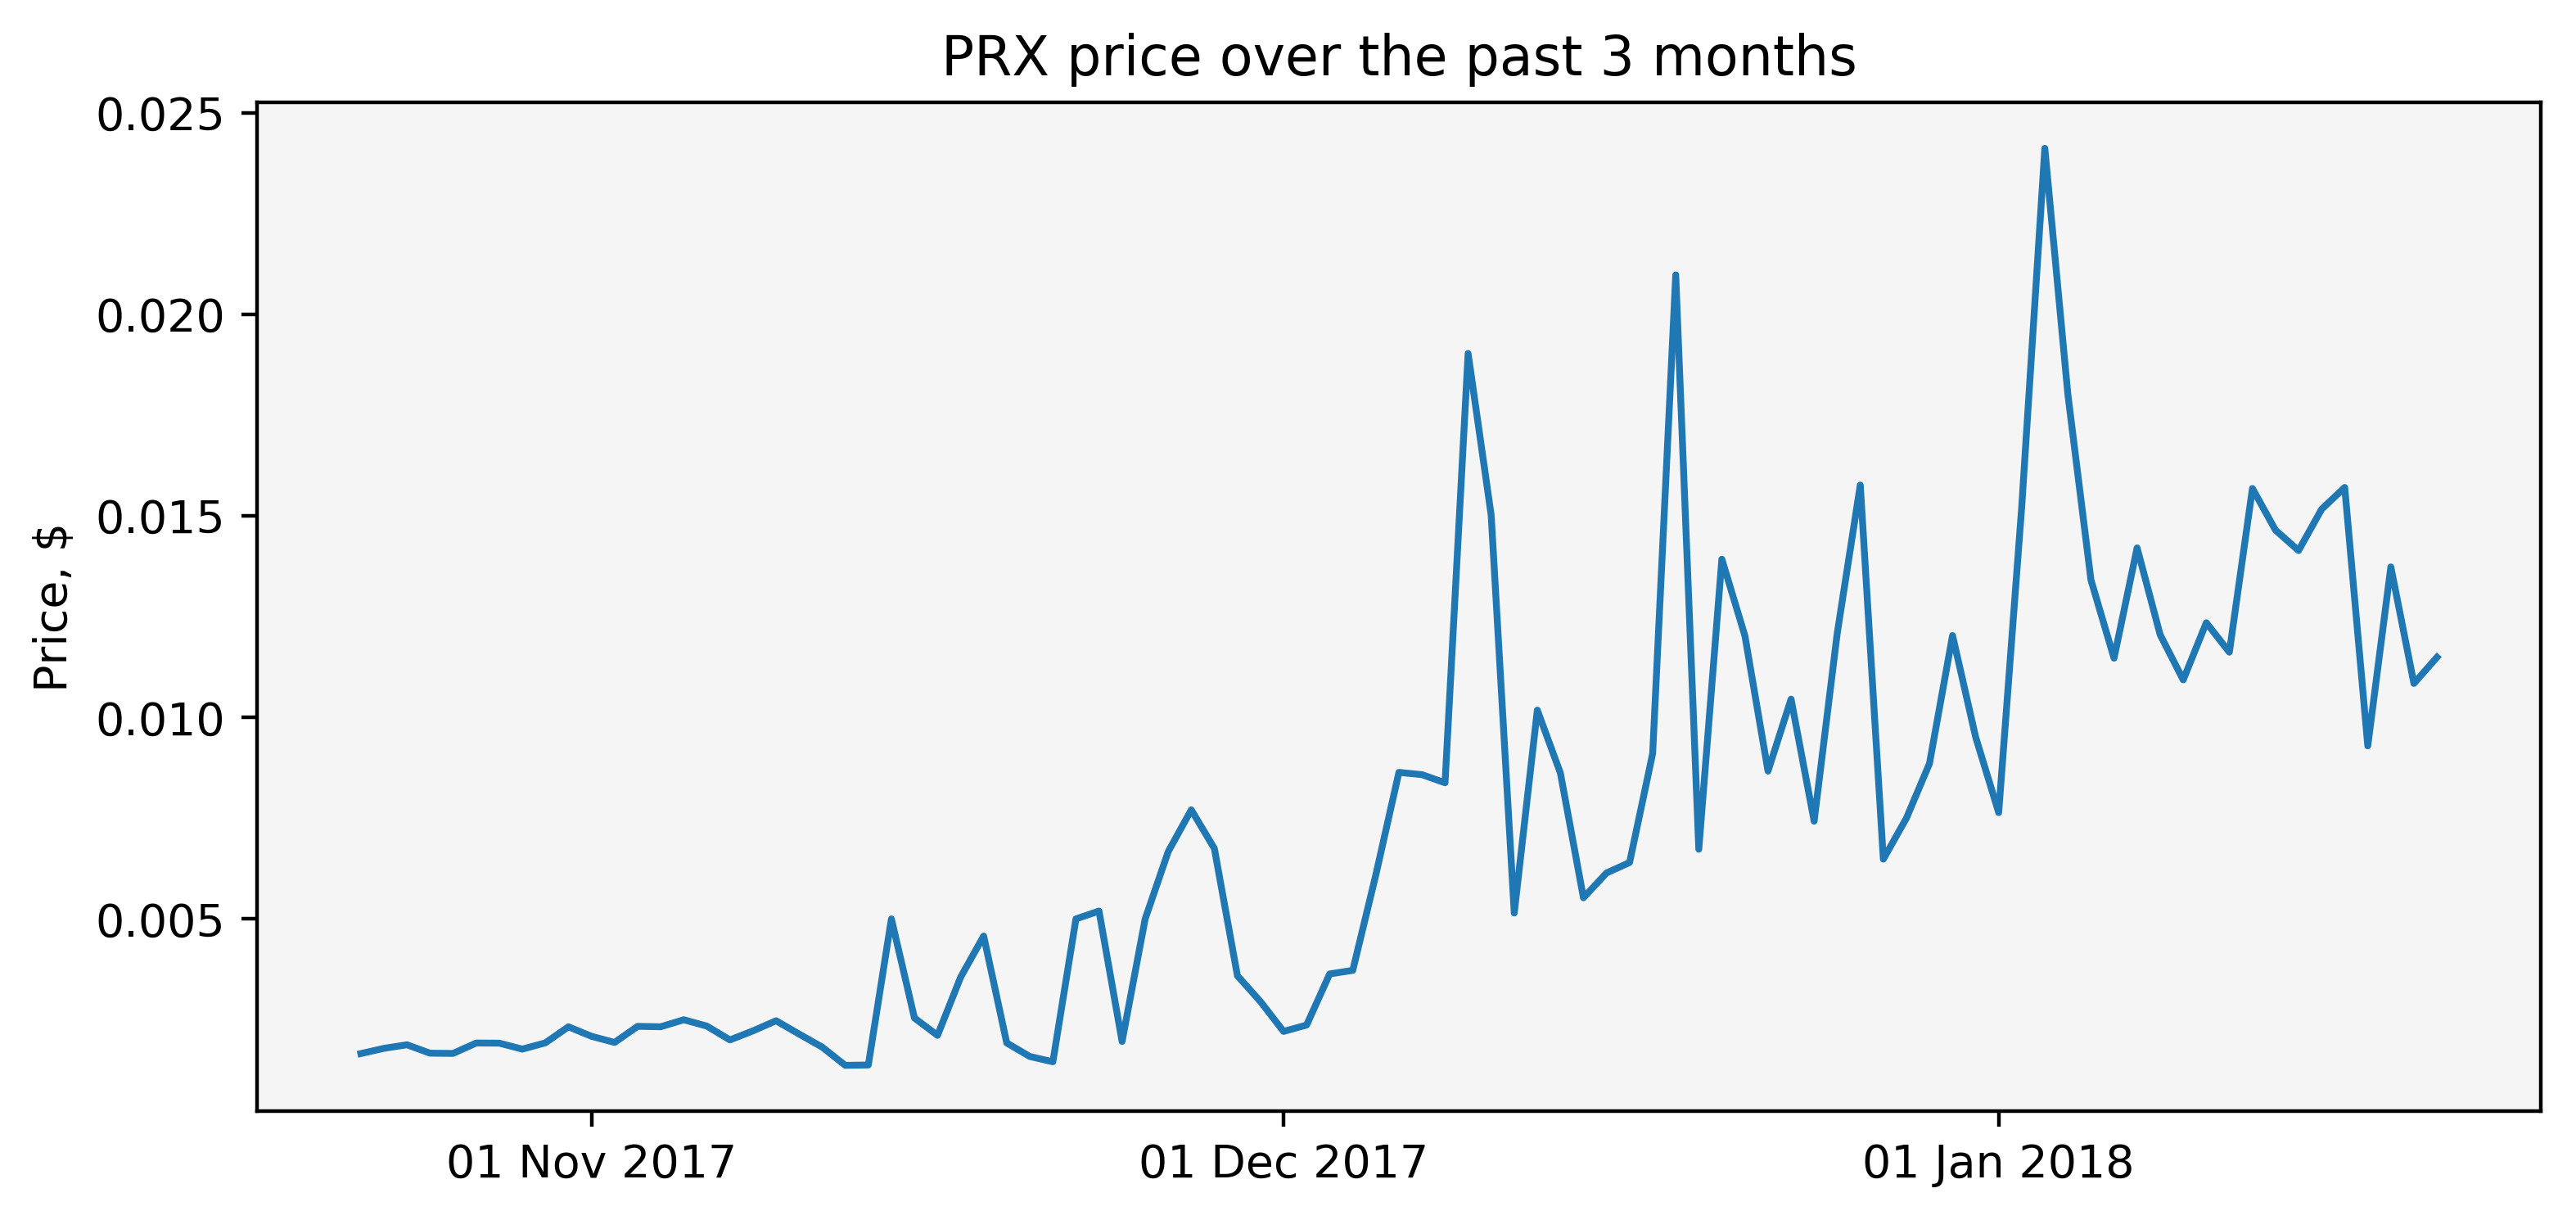 PRX price over the past 3 months
0.025
0.020
0.015
0.010
0.005
Price, $
01 Nov 2017
01 Dec 2017
01 Jan 2018